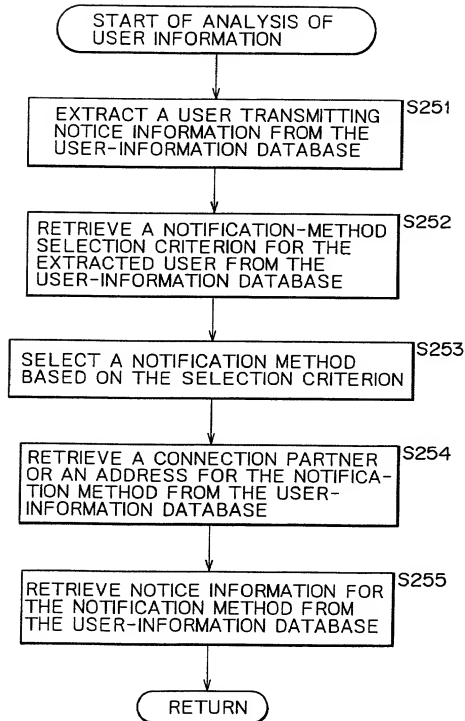 START OF ANALYSIS OF
USER INFORMATION
S251
EXTRACT A USER TRANSMITTING
NOTICE INFORMATION FROM THE
USER-INFORMATION DATABASE
S252
RETRIEVE A NOTIFICATION-METHOD
SELECTION CRITERION FOR THE
EXTRACTED USER FROM THE
USER-INFORMATION DATABASE
S253
SELECT A NOTIFICATION METHOD
BASED ON THE SELECTION CRITERION
S254
RETRIEVE A CONNECTION PARTNER
OR AN ADDRESS FOR THE NOTIFICA-
TION METHOD FROM THE USER-
INFORMATION DATABASE
S255
RETRIEVE NOTICE INFORMATION FOR
THE NOTIFICATION METHOD FROM
THE USER-INFORMATION DATABASE
RETURN